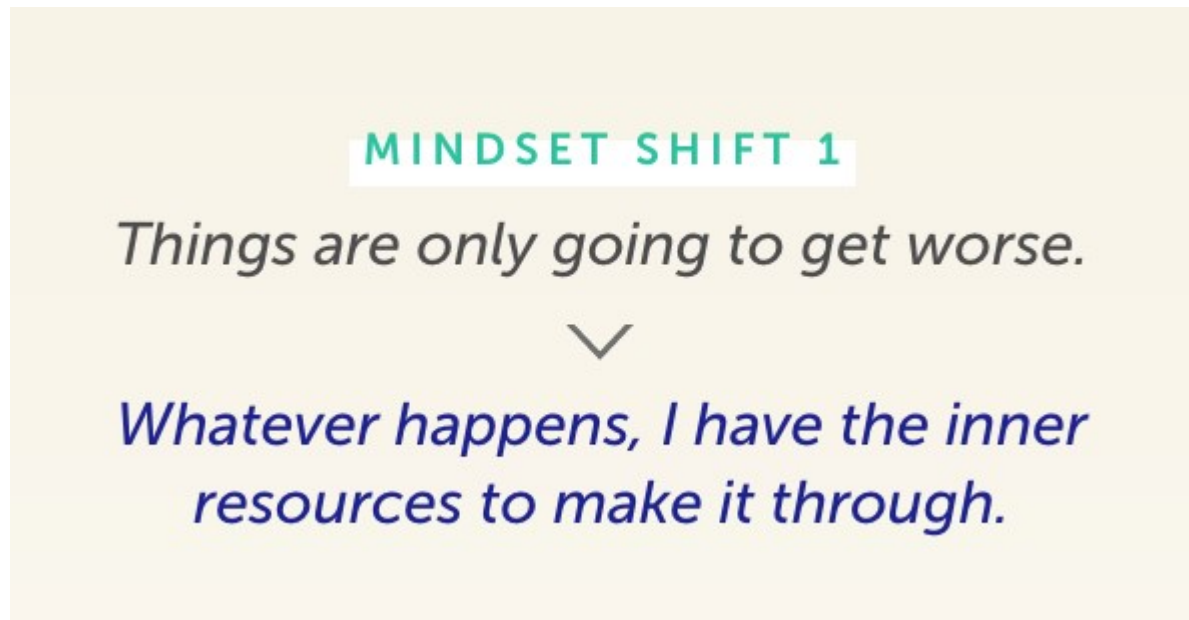 MINDSET SHIFT 1
Things are only going to get worse.
Whatever happens, I have the inner
resources to make it through.